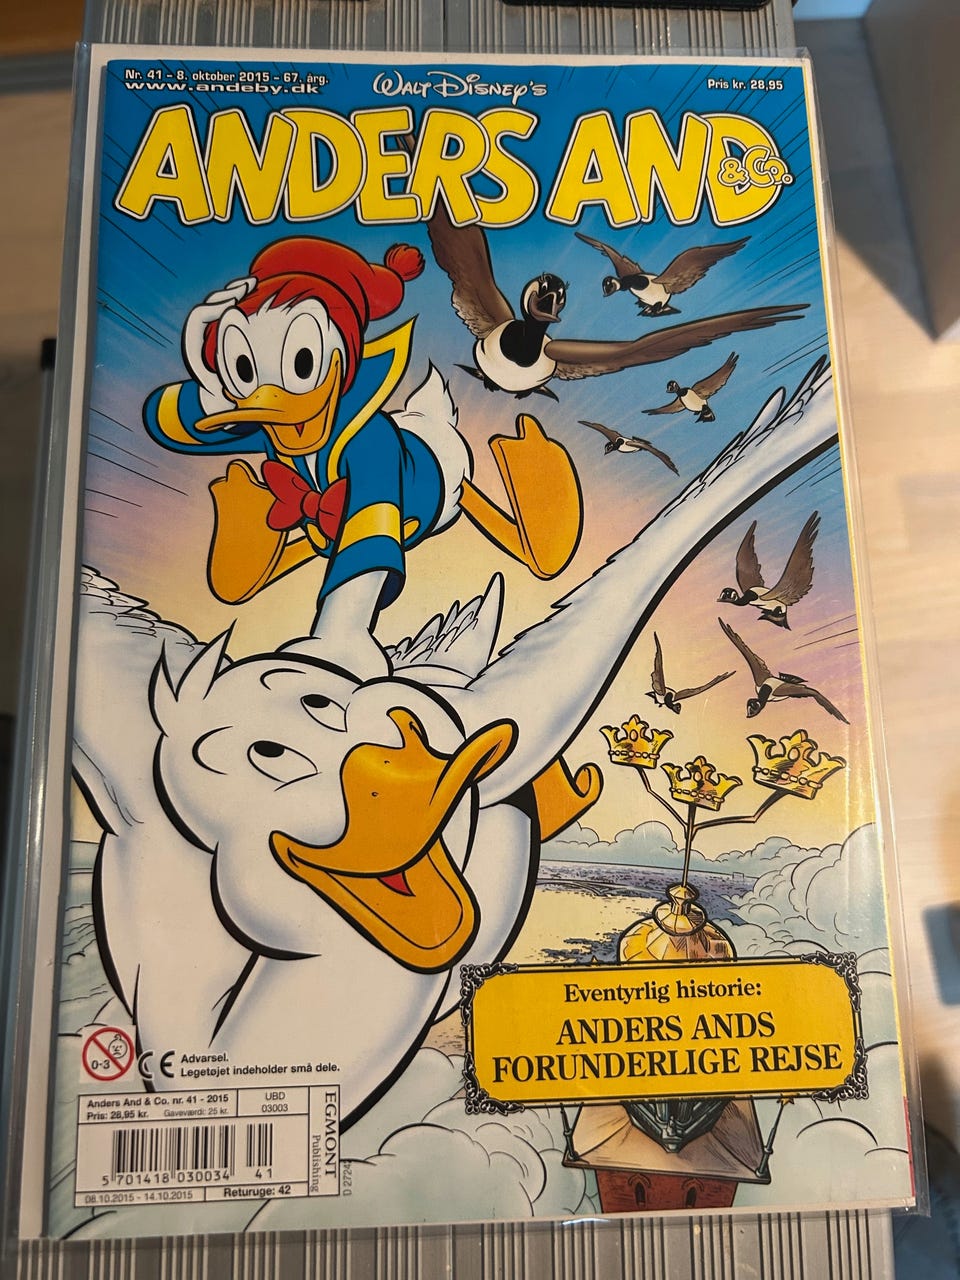 Nr. 41 - 8. oktober 2015 - 67. årg.
www.andeby.dk
WALT DISNEY's
Pris kr. 28,95
ANDERS AND
& Co.
Eventyrlig historie:
ANDERS ANDS
FORUNDERLIGE REJSE
0-3
CE
Advarsel.
Legetøjet indeholder små dele.
Anders And & Co. nr. 41 - 2015
Pris: 28,95 kr. Gaveværdi: 25 kr.
UBD
03003
5 701418 030034
41
08.10.2015 - 14.10.2015
Returuge: 42
EGMONT
Publishing